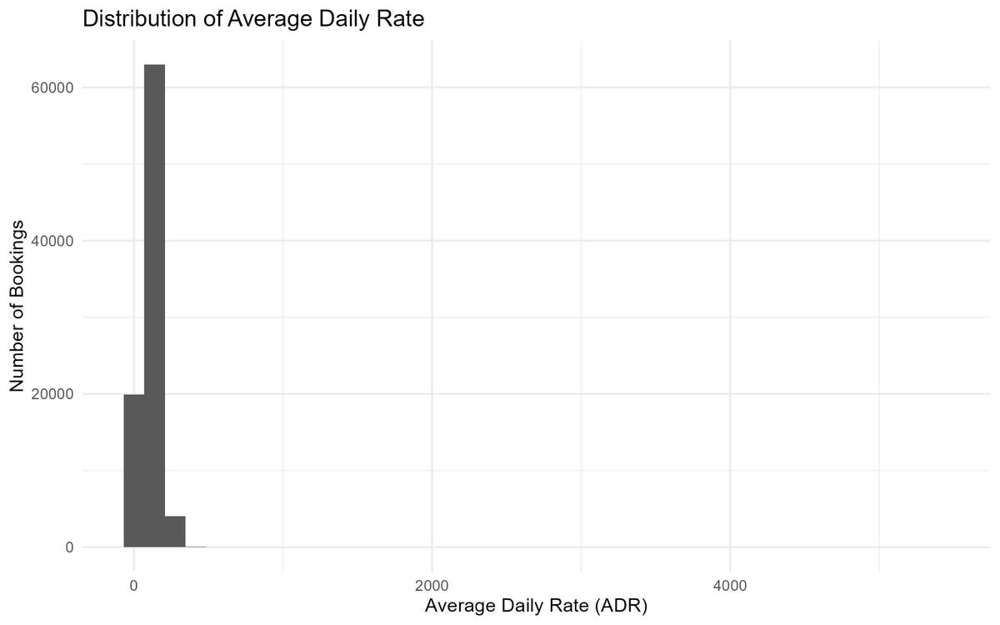 Distribution of Average Daily Rate
Number of Bookings
60000
40000
20000
0
0
2000
4000
Average Daily Rate (ADR)